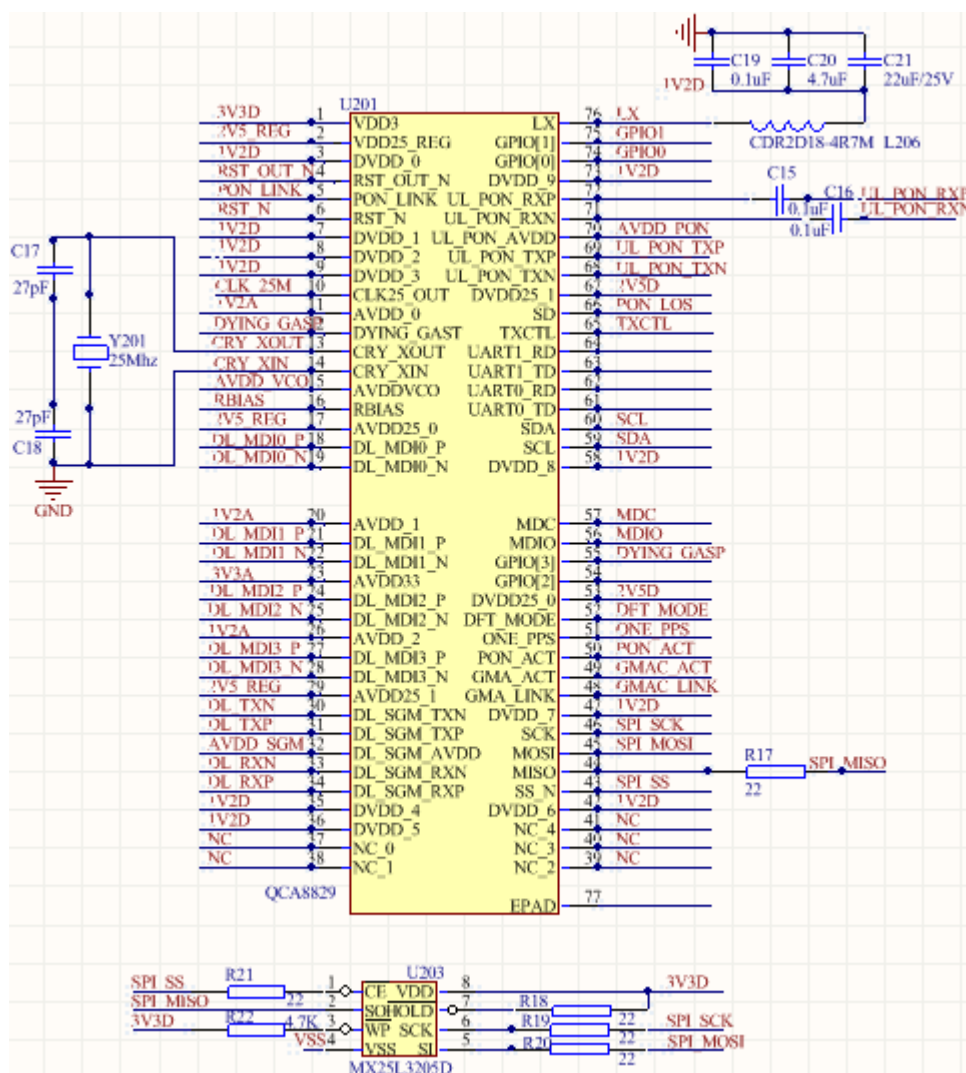 C19 C20 C21
0.1uF 4.7uF 22uF/25V
1V2D
CDR2D18-4R7M L206
C15
0.1uF
C16
0.1uF
UL_PON_RXP
UL_PON_RXN
U201
3V3D 1 VDD3 LX 76 LX
2V5_REG 2 VDD25_REG GPIO[1] 75 GPIO1
1V2D 3 DVDD_0 GPIO[0] 74 GPIO0
RST_OUT_N 4 RST_OUT_N DVDD_9 73 1V2D
PON_LINK 5 PON_LINK UL_PON_RXP
RST_N 6 RST_N UL_PON_RXN
1V2D 7 DVDD_1 UL_PON_AVDD 70 AVDD_PON
1V2D 8 DVDD_2 UL_PON_TXP 69 UL_PON_TXP
1V2D 9 DVDD_3 UL_PON_TXN 68 UL_PON_TXN
CLK_25M 10 CLK25_OUT DVDD25_1 67 2V5D
1V2A 11 AVDD_0 SD 66 PON_LOS
DYING_GASP DYING_GAST TXCTL 65 TXCTL
CRY_XOUT 13 CRY_XOUT UART1_RD 64
CRY_XIN 14 CRY_XIN UART1_TD 63
AVDD_VCO 15 AVDDVCO UART0_RD 62
RBIAS 16 RBIAS UART0_TD 61
2V5_REG 17 AVDD25_0 SDA 60 SCL
DL_MDI0_P 18 DL_MDI0_P SCL 59 SDA
DL_MDI0_N 19 DL_MDI0_N DVDD_8 58 1V2D
C17
27pF
Y201
25Mhz
27pF
C18
GND
1V2A 20 AVDD_1 MDC 57 MDC
DL_MDI1_P 21 DL_MDI1_P MDIO 56 MDIO
DL_MDI1_N 22 DL_MDI1_N GPIO[3] 55 DYING_GASP
3V3A 23 AVDD33 GPIO[2] 54
DL_MDI2_P 24 DL_MDI2_P DVDD25_0 53 2V5D
DL_MDI2_N 25 DL_MDI2_N DFT_MODE 52 DFT_MODE
1V2A 26 AVDD_2 ONE_PPS 51 ONE_PPS
DL_MDI3_P 27 DL_MDI3_P PON_ACT 50 PON_ACT
DL_MDI3_N 28 DL_MDI3_N GMA_ACT 49 GMAC_ACT
2V5_REG 29 AVDD25_1 GMA_LINK 48 GMAC_LINK
DL_TXN 30 DL_SGM_TXN DVDD_7 47 1V2D
DL_TXP 31 DL_SGM_TXP SCK 46 SPI_SCK
AVDD_SGM 32 DL_SGM_AVDD MOSI 45 SPI_MOSI
DL_RXN 33 DL_SGM_RXN MISO 44
DL_RXP 34 DL_SGM_RXP SS_N 43 SPI_SS
1V2D 35 DVDD_4 DVDD_6 42 1V2D
1V2D 36 DVDD_5 NC_4 41 NC
NC 37 NC_0 NC_3 40 NC
NC 38 NC_1 NC_2 39 NC
R17
22
SPI_MISO
QCA8829 EPAD 77
U203
SPI_SS R21 22 1 CE VDD 8 3V3D
SPI_MISO 2 SO HOLD 7 R18 22
3V3D R22 4.7K 3 WP SCK 6 R19 22 SPI_SCK
VSS 4 VSS SI 5 R20 22 SPI_MOSI
MX25L3205D